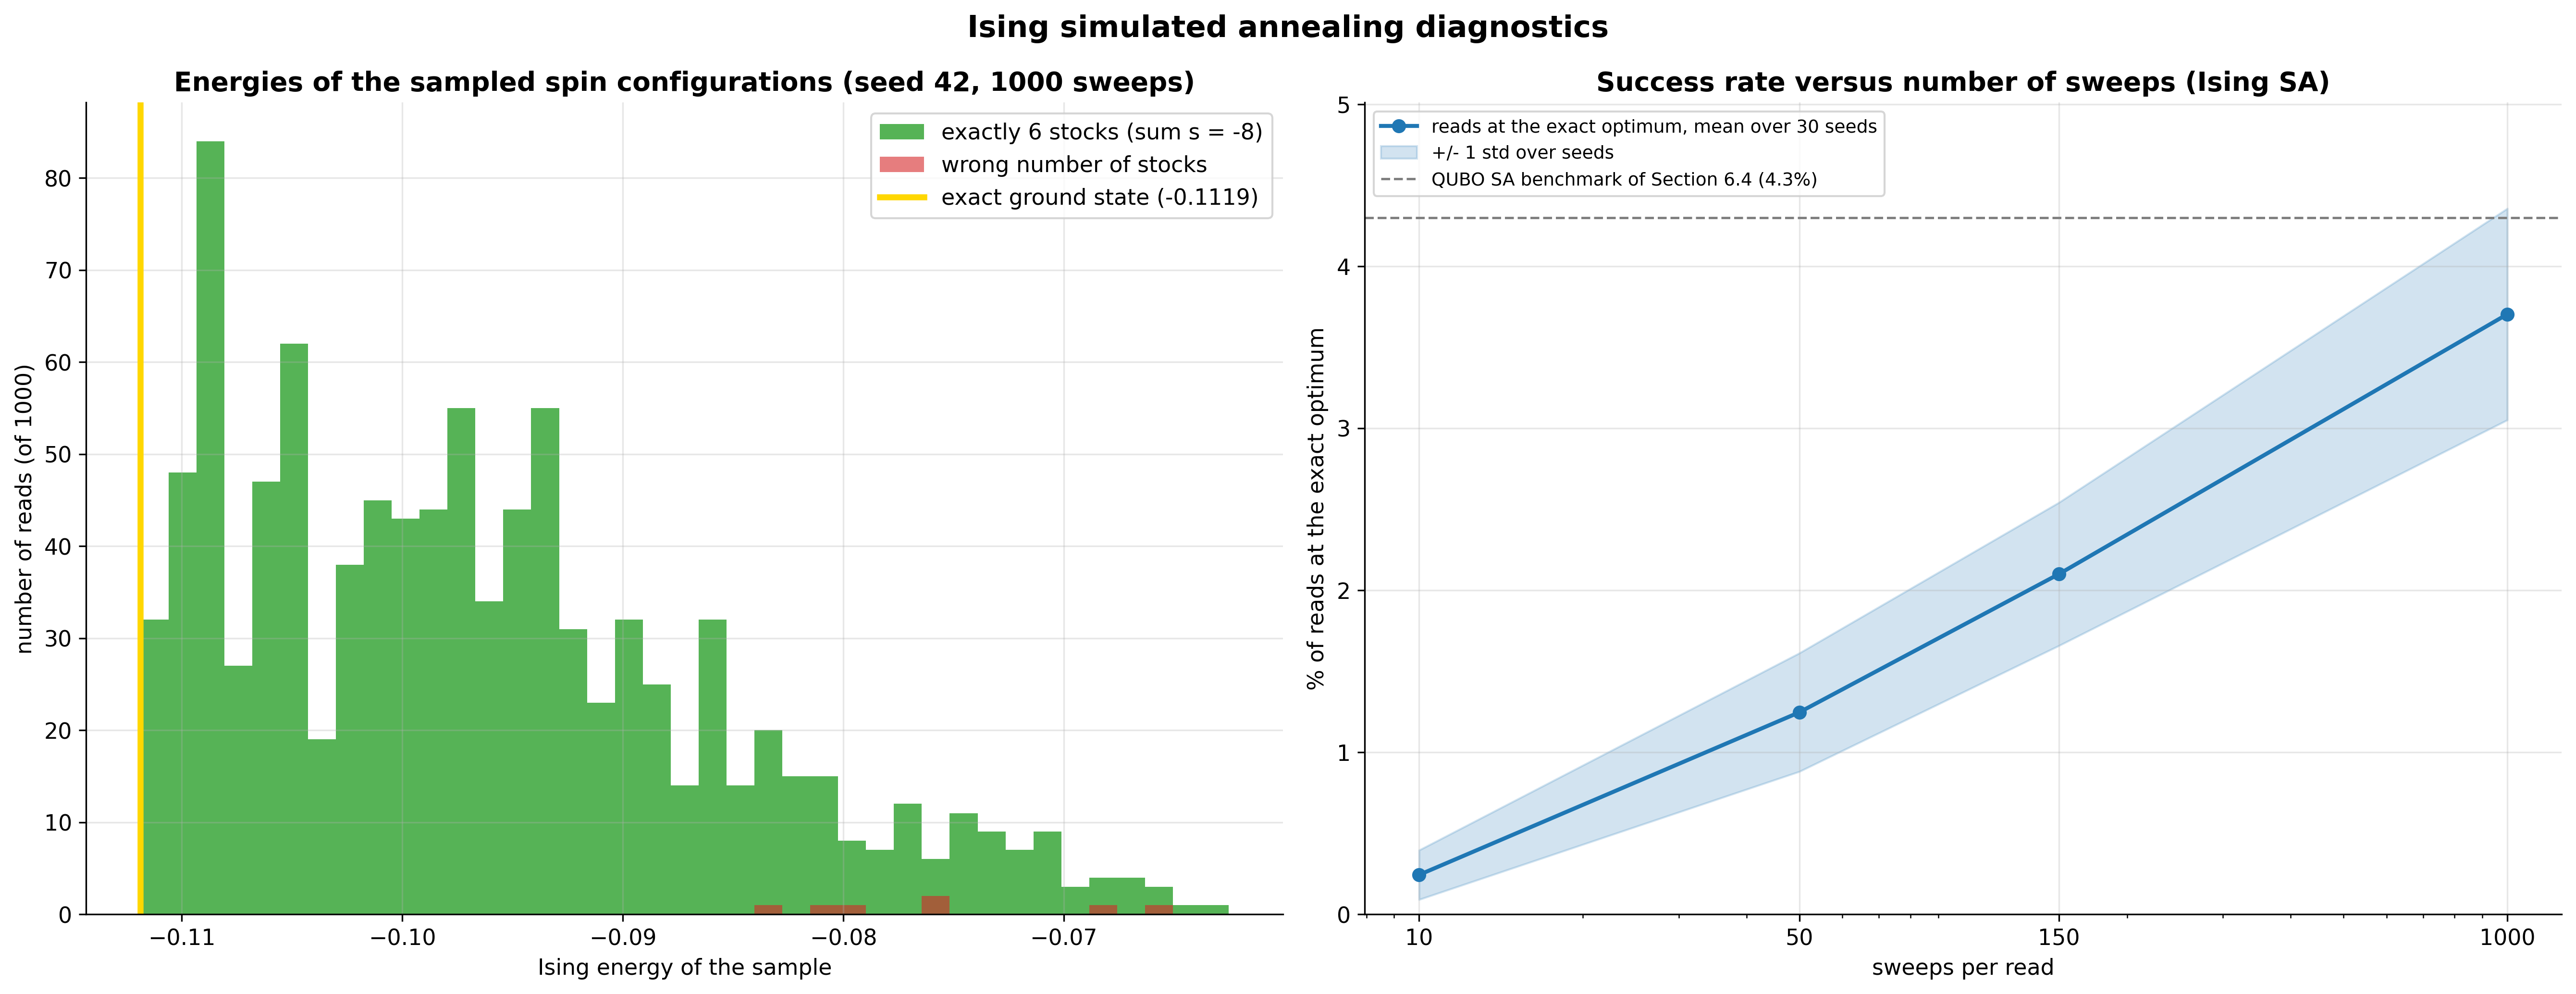 Ising simulated annealing diagnostics
Energies of the sampled spin configurations (seed 42, 1000 sweeps)
exactly 6 stocks (sum s = -8)
wrong number of stocks
exact ground state (-0.1119)
number of reads (of 1000)
80
70
60
50
40
30
20
10
0
−0.11
−0.10
−0.09
−0.08
−0.07
Ising energy of the sample
Success rate versus number of sweeps (Ising SA)
reads at the exact optimum, mean over 30 seeds
+/- 1 std over seeds
QUBO SA benchmark of Section 6.4 (4.3%)
% of reads at the exact optimum
5
4
3
2
1
0
10
50
150
1000
sweeps per read